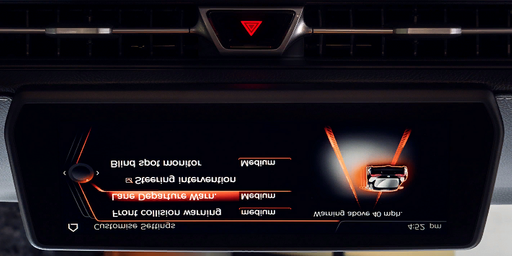 Customise Settings
4:52 pm
Front collision warning medium
Lane Departure Warn. Medium
Steering intervention
Blind spot monitor Medium
Warning above 40 mph.